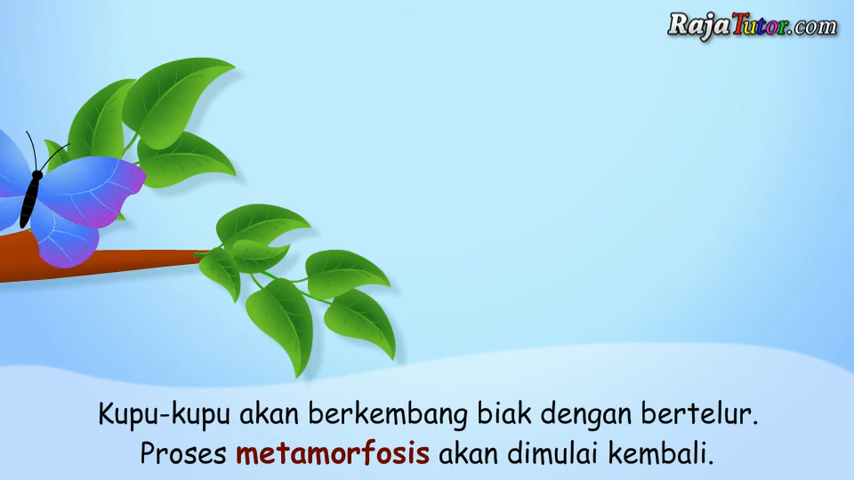 RajaTutor.com
Kupu-kupu akan berkembang biak dengan bertelur.
Proses metamorfosis akan dimulai kembali.